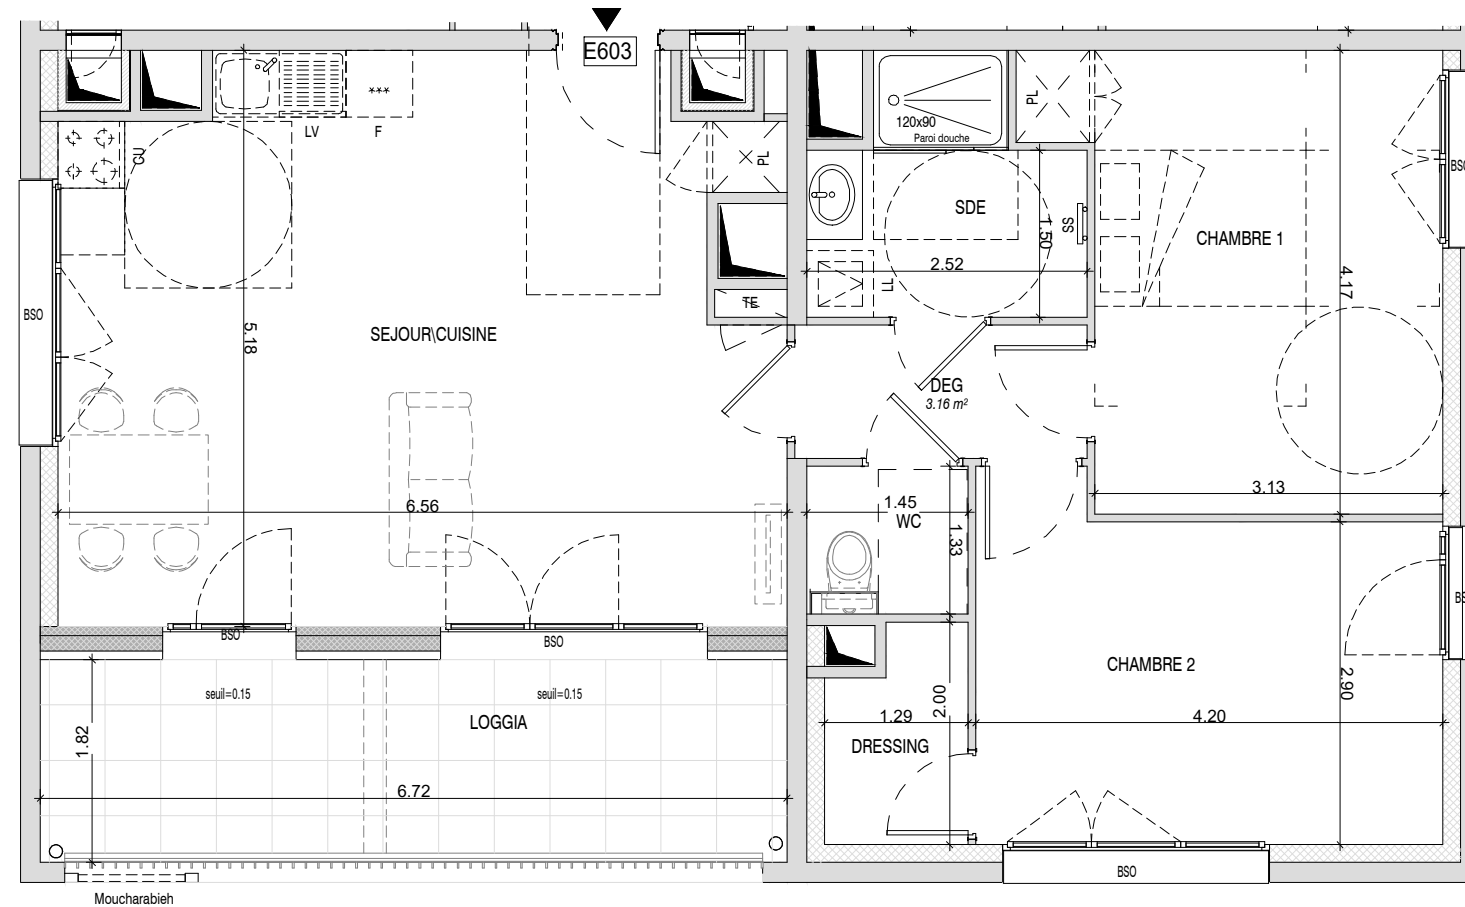 E603
LV
F
***
CU
PL
120x90
Paroi douche
PL
SDE
1.50
SS
2.52
LL
TE
CHAMBRE 1
4.17
BSO
BSO
5.18
SEJOUR\CUISINE
DEG
3.16 m²
3.13
6.56
1.45
WC
1.33
BSO
BSO
seuil=0.15
seuil=0.15
LOGGIA
1.82
6.72
CHAMBRE 2
2.90
1.29
2.00
4.20
DRESSING
BSO
Moucharabieh